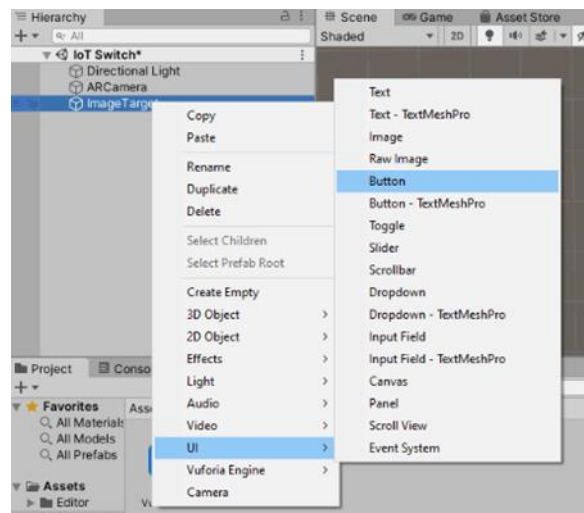 Hierarchy
All
IoT Switch*
Directional Light
ARCamera
ImageTarget
Scene
Game
Asset Store
Shaded
2D
Copy
Paste
Rename
Duplicate
Delete
Select Children
Select Prefab Root
Create Empty
3D Object
2D Object
Effects
Light
Audio
Video
UI
Vuforia Engine
Camera
Text
Text - TextMeshPro
Image
Raw Image
Button
Button - TextMeshPro
Toggle
Slider
Scrollbar
Dropdown
Dropdown - TextMeshPro
Input Field
Input Field - TextMeshPro
Canvas
Panel
Scroll View
Event System
Project
Conso
Favorites
All Materials
All Models
All Prefabs
Assets
Editor
Asse